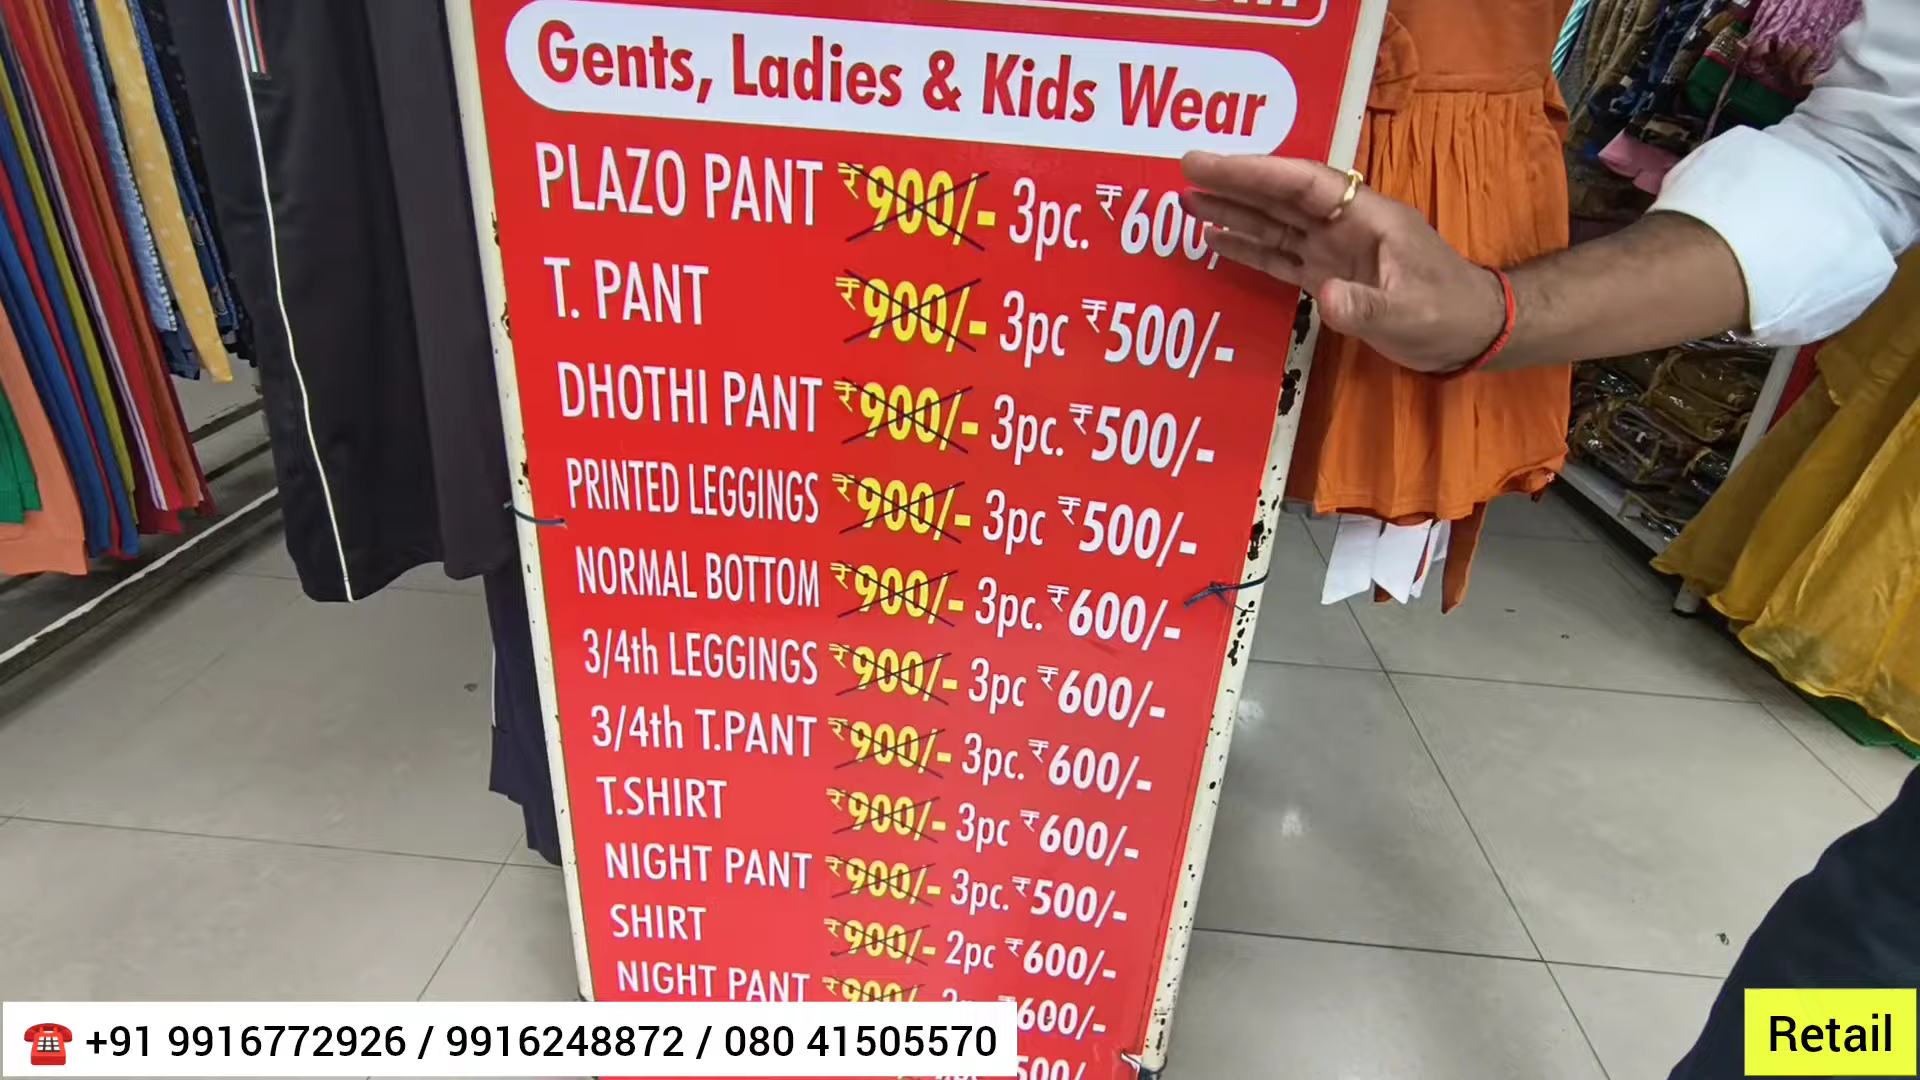 Gents, Ladies & Kids Wear
PLAZO PANT ₹900/- 3pc. ₹600/
T. PANT ₹900/- 3pc ₹500/-
DHOTHI PANT ₹900/- 3pc. ₹500/-
PRINTED LEGGINGS ₹900/- 3pc ₹500/-
NORMAL BOTTOM ₹900/- 3pc. ₹600/-
3/4th LEGGINGS ₹900/- 3pc ₹600/-
3/4th T.PANT ₹900/- 3pc. ₹600/-
T.SHIRT ₹900/- 3pc ₹600/-
NIGHT PANT ₹900/- 3pc. ₹500/-
SHIRT ₹900/- 2pc ₹600/-
NIGHT PANT ₹900/- ₹600/-
+91 9916772926 / 9916248872 / 080 41505570
Retail